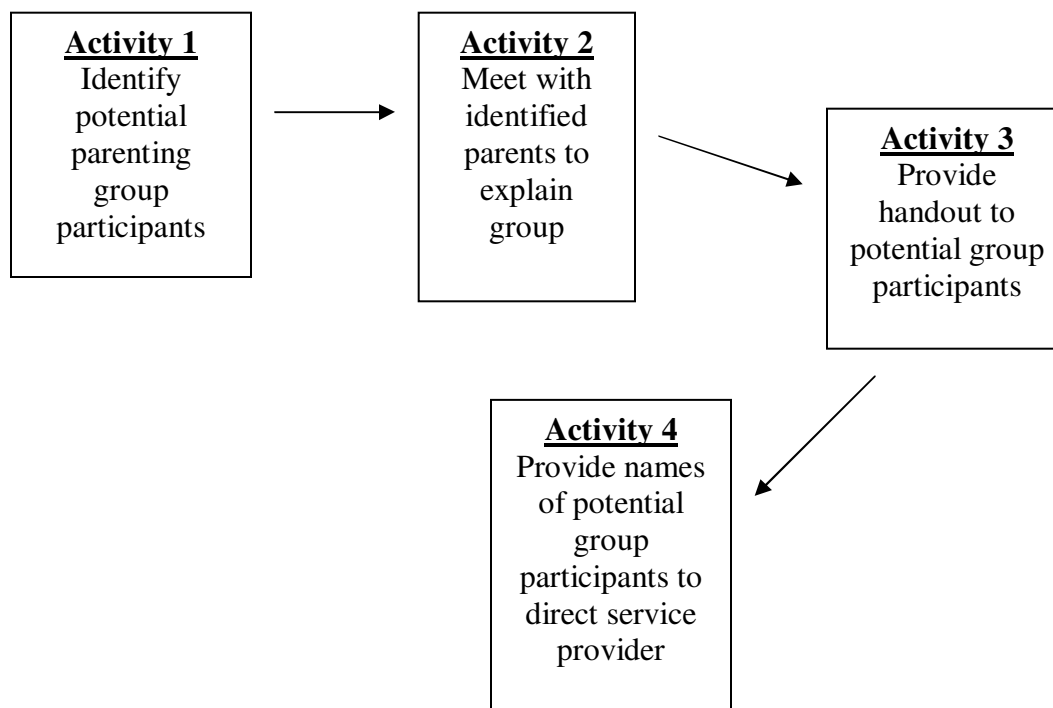 Activity 1
Identify
potential
parenting
group
participants
Activity 2
Meet with
identified
parents to
explain
group
Activity 3
Provide
handout to
potential group
participants
Activity 4
Provide names
of potential
group
participants to
direct service
provider